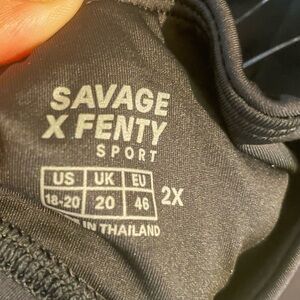 SAVAGE
X FENTY
SPORT
US UK EU
18-20 20 46 2X
IN THAILAND